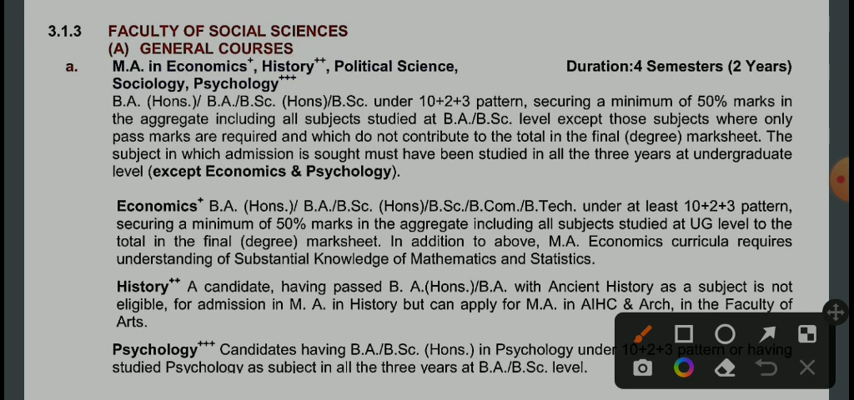 3.1.3 FACULTY OF SOCIAL SCIENCES
(A) GENERAL COURSES
a. M.A. in Economics+, History++, Political Science, Duration:4 Semesters (2 Years)
Sociology, Psychology+++
B.A. (Hons.)/ B.A./B.Sc. (Hons)/B.Sc. under 10+2+3 pattern, securing a minimum of 50% marks in
the aggregate including all subjects studied at B.A./B.Sc. level except those subjects where only
pass marks are required and which do not contribute to the total in the final (degree) marksheet. The
subject in which admission is sought must have been studied in all the three years at undergraduate
level (except Economics & Psychology).
Economics+ B.A. (Hons.)/ B.A./B.Sc. (Hons)/B.Sc./B.Com./B.Tech. under at least 10+2+3 pattern,
securing a minimum of 50% marks in the aggregate including all subjects studied at UG level to the
total in the final (degree) marksheet. In addition to above, M.A. Economics curricula requires
understanding of Substantial Knowledge of Mathematics and Statistics.
History++ A candidate, having passed B. A.(Hons.)/B.A. with Ancient History as a subject is not
eligible, for admission in M. A. in History but can apply for M.A. in AIHC & Arch, in the Faculty of
Arts.
Psychology+++ Candidates having B.A./B.Sc. (Hons.) in Psychology under 10+2+3 pattern or having
studied Psychology as subject in all the three years at B.A./B.Sc. level.